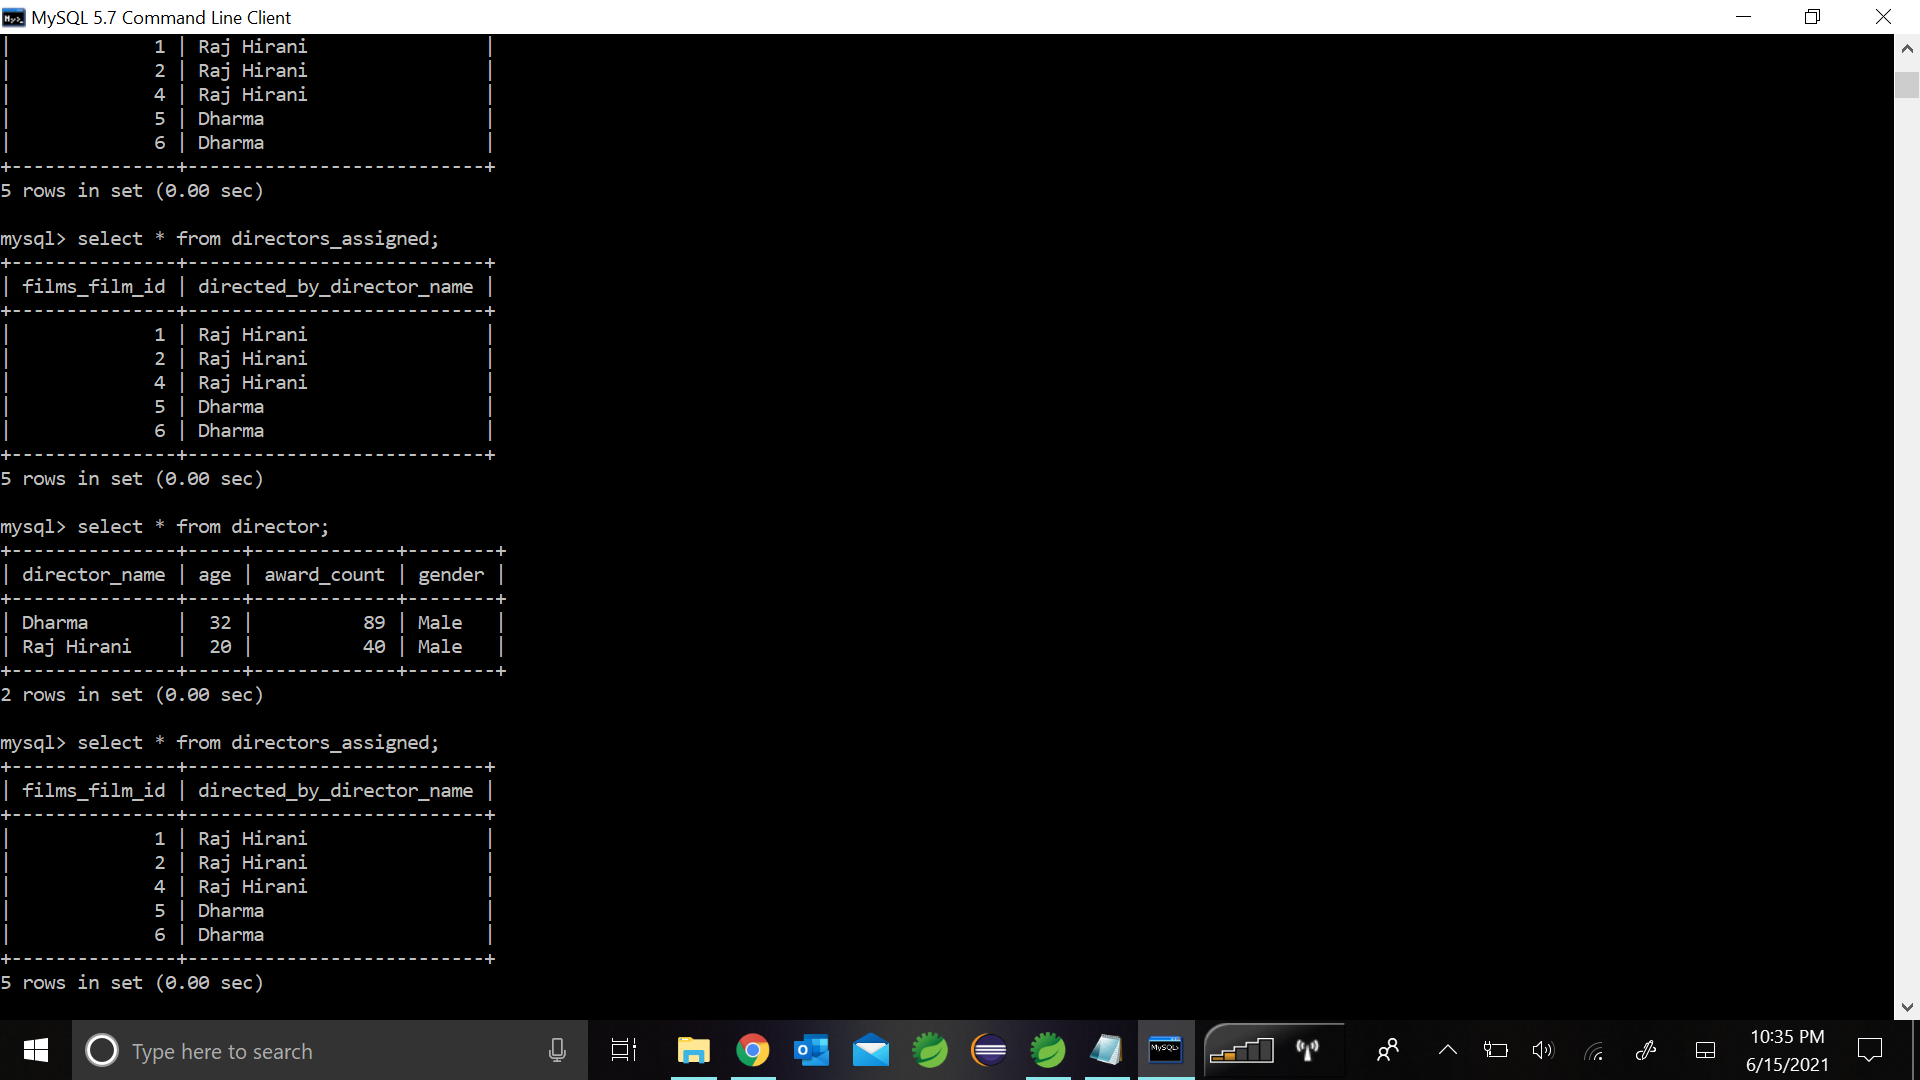 MySQL 5.7 Command Line Client
|             1 | Raj Hirani                |
|             2 | Raj Hirani                |
|             4 | Raj Hirani                |
|             5 | Dharma                    |
|             6 | Dharma                    |
+---------------+---------------------------+
5 rows in set (0.00 sec)
mysql> select * from directors_assigned;
+---------------+---------------------------+
| films_film_id | directed_by_director_name |
+---------------+---------------------------+
|             1 | Raj Hirani                |
|             2 | Raj Hirani                |
|             4 | Raj Hirani                |
|             5 | Dharma                    |
|             6 | Dharma                    |
+---------------+---------------------------+
5 rows in set (0.00 sec)
mysql> select * from director;
+---------------+-----+-------------+--------+
| director_name | age | award_count | gender |
+---------------+-----+-------------+--------+
| Dharma        |  32 |          89 | Male   |
| Raj Hirani    |  20 |          40 | Male   |
+---------------+-----+-------------+--------+
2 rows in set (0.00 sec)
mysql> select * from directors_assigned;
+---------------+---------------------------+
| films_film_id | directed_by_director_name |
+---------------+---------------------------+
|             1 | Raj Hirani                |
|             2 | Raj Hirani                |
|             4 | Raj Hirani                |
|             5 | Dharma                    |
|             6 | Dharma                    |
+---------------+---------------------------+
5 rows in set (0.00 sec)
Type here to search
MySQL>
10:35 PM
6/15/2021